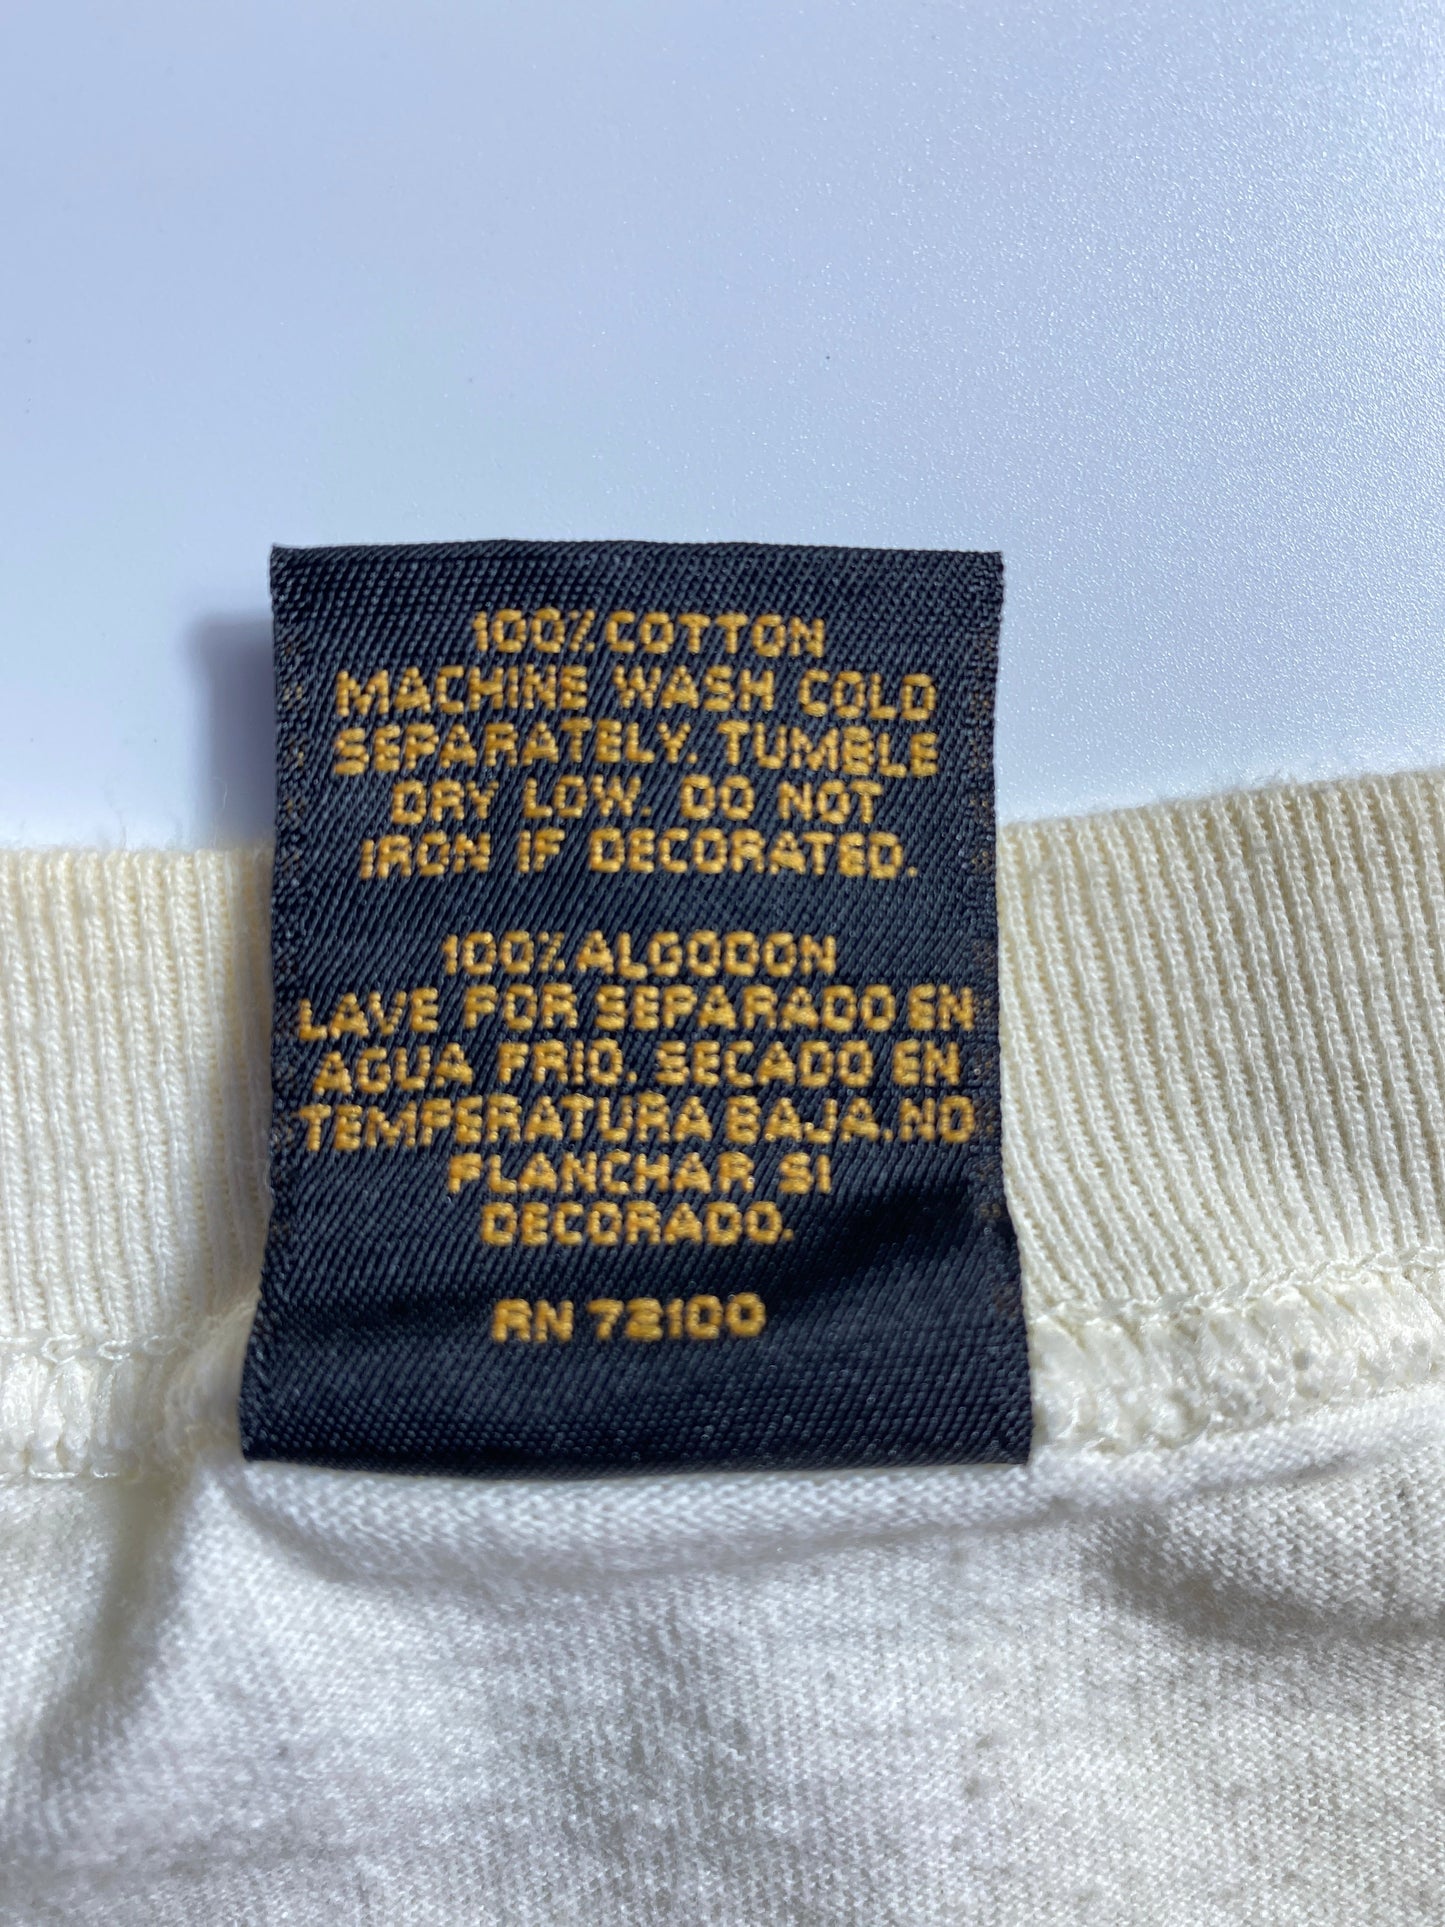 100% COTTON
MACHINE WASH COLD
SEPARATELY. TUMBLE
DRY LOW. DO NOT
IRON IF DECORATED.
100% ALGODON
LAVE POR SEPARADO EN
AGUA FRIO. SECADO EN
TEMPERATURA BAJA. NO
PLANCHAR SI
DECORADO.
RN 72100